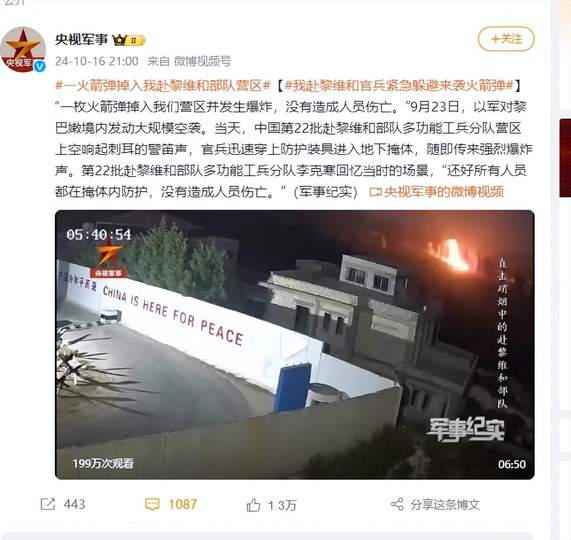 公开
央视军事
II
+关注
24-10-16 21:00 来自 微博视频号
#一火箭弹掉入我赴黎维和部队营区#【#我赴黎维和官兵紧急躲避来袭火箭弹#】
“一枚火箭弹掉入我们营区并发生爆炸，没有造成人员伤亡。”9月23日，以军对黎
巴嫩境内发动大规模空袭。当天，中国第22批赴黎维和部队多功能工兵分队营区
上空响起刺耳的警笛声，官兵迅速穿上防护装具进入地下掩体，随即传来强烈爆炸
声。第22批赴黎维和部队多功能工兵分队李克寒回忆当时的场景，“还好所有人员
都在掩体内防护，没有造成人员伤亡。”（军事纪实） 央视军事的微博视频
05:40:54
央视军事
中国为和平而来 CHINA IS HERE FOR PEACE
直击硝烟中的赴黎维和部队
军事纪实
199万次观看
06:50
443
1087
1.3万
分享这条博文